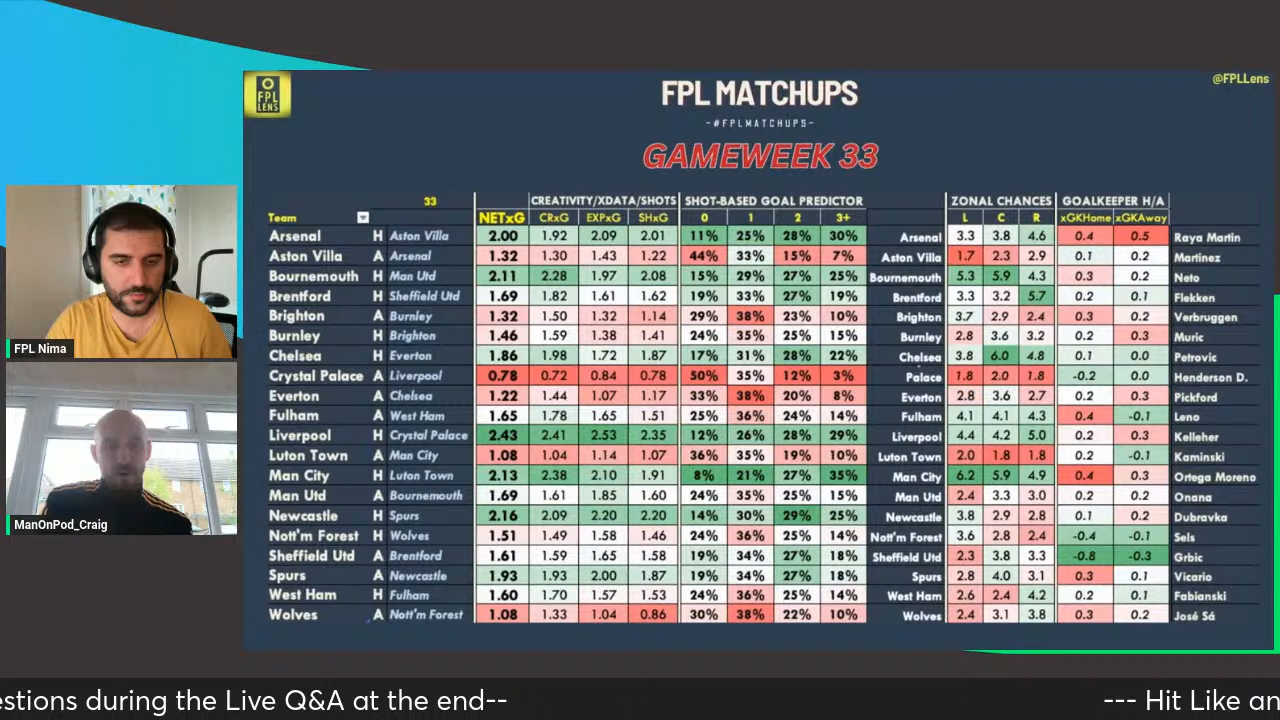 FPL
LENS
FPL MATCHUPS
-#FPLMATCHUPS-
GAMEWEEK 33
@FPLLens
33 CREATIVITY/XDATA/SHOTS SHOT-BASED GOAL PREDICTOR ZONAL CHANCES GOALKEEPER H/A
Team NETxG CRxG EXPxG SHxG 0 1 2 3+ L C R xGKHome xGKAway
Arsenal H Aston Villa 2.00 1.92 2.09 2.01 11% 25% 28% 30% Arsenal 3.3 3.8 4.6 0.4 0.5 Raya Martin
Aston Villa A Arsenal 1.32 1.30 1.43 1.22 44% 33% 15% 7% Aston Villa 1.7 2.3 2.9 0.1 0.2 Martinez
Bournemouth H Man Utd 2.11 2.28 1.97 2.08 15% 29% 27% 25% Bournemouth 5.3 5.9 4.3 0.3 0.2 Neto
Brentford H Sheffield Utd 1.69 1.82 1.61 1.62 19% 33% 27% 19% Brentford 3.3 3.2 5.7 0.2 0.1 Flekken
Brighton A Burnley 1.32 1.50 1.32 1.14 29% 38% 23% 10% Brighton 3.7 2.9 2.4 0.3 0.2 Verbruggen
Burnley H Brighton 1.46 1.59 1.38 1.41 24% 35% 25% 15% Burnley 2.8 3.6 3.2 0.2 0.3 Muric
Chelsea H Everton 1.86 1.98 1.72 1.87 17% 31% 28% 22% Chelsea 3.8 6.0 4.8 0.1 0.0 Petrovic
Crystal Palace A Liverpool 0.78 0.72 0.84 0.78 50% 35% 12% 3% Palace 1.8 2.0 1.8 -0.2 0.0 Henderson D.
Everton A Chelsea 1.22 1.44 1.07 1.17 33% 38% 20% 8% Everton 2.8 3.6 2.7 0.2 0.3 Pickford
Fulham A West Ham 1.65 1.78 1.65 1.51 25% 36% 24% 14% Fulham 4.1 4.1 4.3 0.4 -0.1 Leno
Liverpool H Crystal Palace 2.43 2.41 2.53 2.35 12% 26% 28% 29% Liverpool 4.4 4.2 5.0 0.2 0.3 Kelleher
Luton Town A Man City 1.08 1.04 1.14 1.07 36% 35% 19% 10% Luton Town 2.0 1.8 1.8 0.2 -0.1 Kaminski
Man City H Luton Town 2.13 2.38 2.10 1.91 8% 21% 27% 35% Man City 6.2 5.9 4.9 0.4 0.3 Ortega Moreno
Man Utd A Bournemouth 1.69 1.61 1.85 1.60 24% 35% 25% 15% Man Utd 2.4 3.3 3.0 0.2 0.2 Onana
Newcastle H Spurs 2.16 2.09 2.20 2.20 14% 30% 29% 25% Newcastle 3.8 2.9 2.8 0.1 0.2 Dubravka
Nott'm Forest H Wolves 1.51 1.49 1.58 1.46 24% 36% 25% 14% Nott'm Forest 3.6 2.8 2.4 -0.4 -0.1 Sels
Sheffield Utd A Brentford 1.61 1.59 1.65 1.58 19% 34% 27% 18% Sheffield Utd 2.3 3.8 3.3 -0.8 -0.3 Grbic
Spurs A Newcastle 1.93 1.93 2.00 1.87 19% 34% 27% 18% Spurs 2.8 4.0 3.1 0.3 0.1 Vicario
West Ham H Fulham 1.60 1.70 1.57 1.53 24% 36% 25% 14% West Ham 2.6 2.4 4.2 0.2 0.1 Fabianski
Wolves A Nott'm Forest 1.08 1.33 1.04 0.86 30% 38% 22% 10% Wolves 2.4 3.1 3.8 0.3 0.2 José Sá
FPL Nima
ManOnPod_Craig
estions during the Live Q&A at the end-- --- Hit Like an